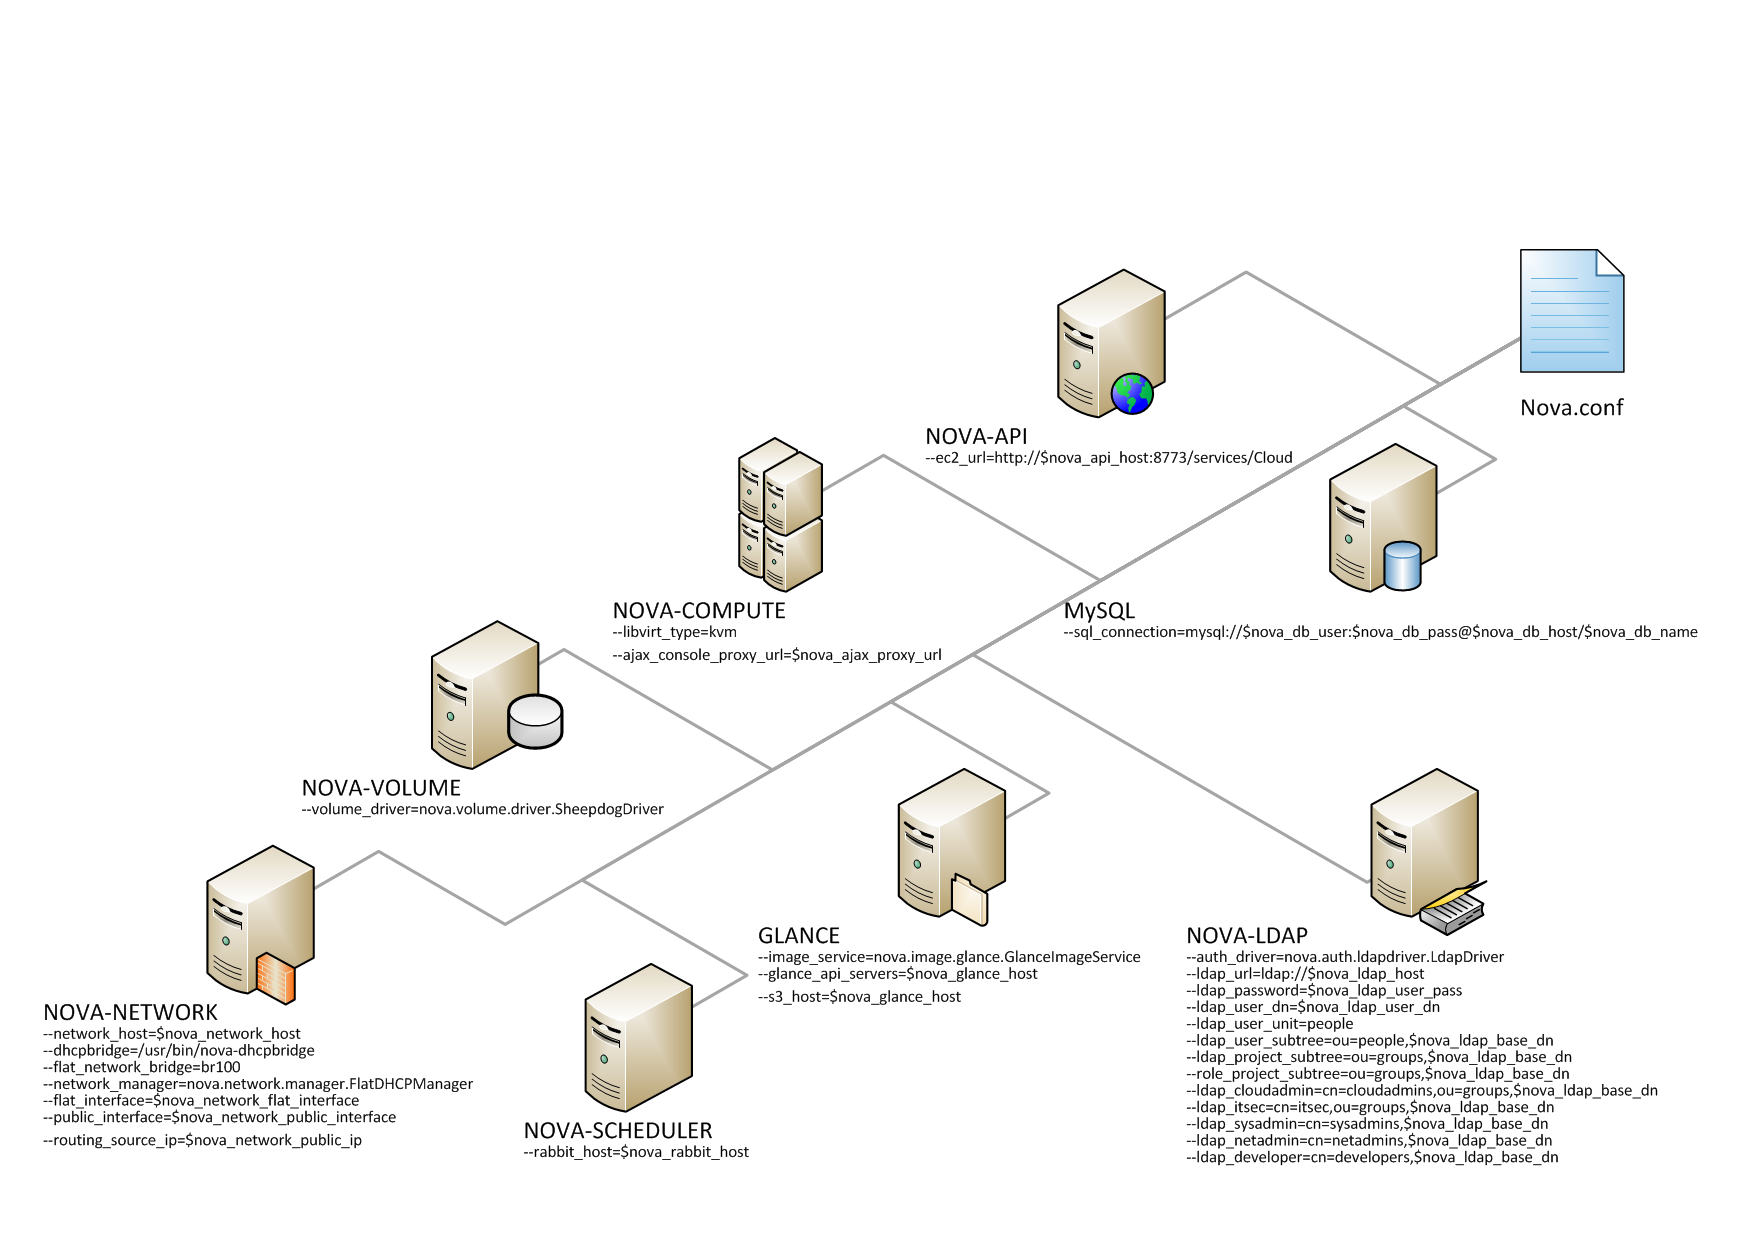 Nova.conf
NOVA-API
--ec2_url=http://$nova_api_host:8773/services/Cloud
NOVA-COMPUTE
--libvirt_type=kvm
--ajax_console_proxy_url=$nova_ajax_proxy_url
MySQL
--sql_connection=mysql://$nova_db_user:$nova_db_pass@$nova_db_host/$nova_db_name
NOVA-VOLUME
--volume_driver=nova.volume.driver.SheepdogDriver
GLANCE
--image_service=nova.image.glance.GlanceImageService
--glance_api_servers=$nova_glance_host
--s3_host=$nova_glance_host
NOVA-LDAP
--auth_driver=nova.auth.ldapdriver.LdapDriver
--ldap_url=ldap://$nova_ldap_host
--ldap_password=$nova_ldap_user_pass
--ldap_user_dn=$nova_ldap_user_dn
--ldap_user_unit=people
--ldap_user_subtree=ou=people,$nova_ldap_base_dn
--ldap_project_subtree=ou=groups,$nova_ldap_base_dn
--role_project_subtree=ou=groups,$nova_ldap_base_dn
--ldap_cloudadmin=cn=cloudadmins,ou=groups,$nova_ldap_base_dn
--ldap_itsec=cn=itsec,ou=groups,$nova_ldap_base_dn
--ldap_sysadmin=cn=sysadmins,$nova_ldap_base_dn
--ldap_netadmin=cn=netadmins,$nova_ldap_base_dn
--ldap_developer=cn=developers,$nova_ldap_base_dn
NOVA-NETWORK
--network_host=$nova_network_host
--dhcpbridge=/usr/bin/nova-dhcpbridge
--flat_network_bridge=br100
--network_manager=nova.network.manager.FlatDHCPManager
--flat_interface=$nova_network_flat_interface
--public_interface=$nova_network_public_interface
--routing_source_ip=$nova_network_public_ip
NOVA-SCHEDULER
--rabbit_host=$nova_rabbit_host